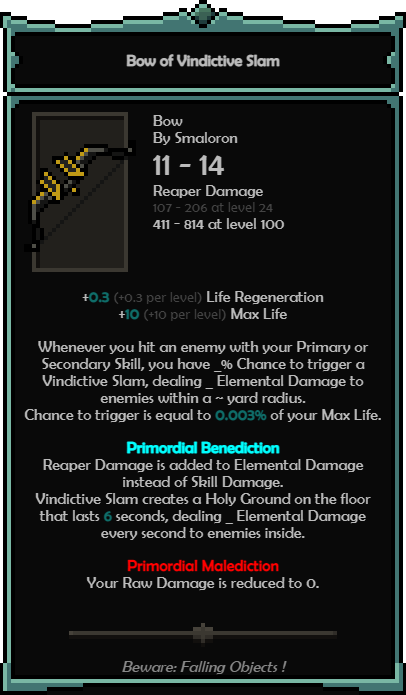 Bow of Vindictive Slam
Bow
By Smaloron
11 - 14
Reaper Damage
107 - 206 at level 24
411 - 814 at level 100
+0.3 (+0.3 per level) Life Regeneration
+10 (+10 per level) Max Life
Whenever you hit an enemy with your Primary or
Secondary Skill, you have _% Chance to trigger a
Vindictive Slam, dealing _ Elemental Damage to
enemies within a ~ yard radius.
Chance to trigger is equal to 0.003% of your Max Life.
Primordial Benediction
Reaper Damage is added to Elemental Damage
instead of Skill Damage.
Vindictive Slam creates a Holy Ground on the floor
that lasts 6 seconds, dealing _ Elemental Damage
every second to enemies inside.
Primordial Malediction
Your Raw Damage is reduced to 0.
Beware: Falling Objects !